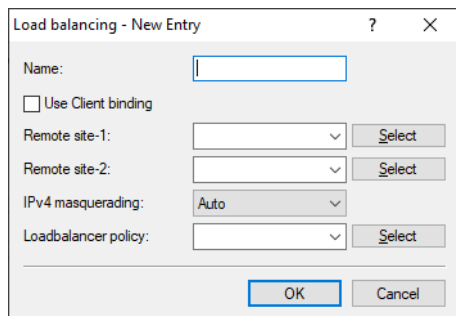 Load balancing - New Entry ? X
Name:
Use Client binding
Remote site-1: Select
Remote site-2: Select
IPv4 masquerading: Auto
Loadbalancer policy: Select
OK Cancel